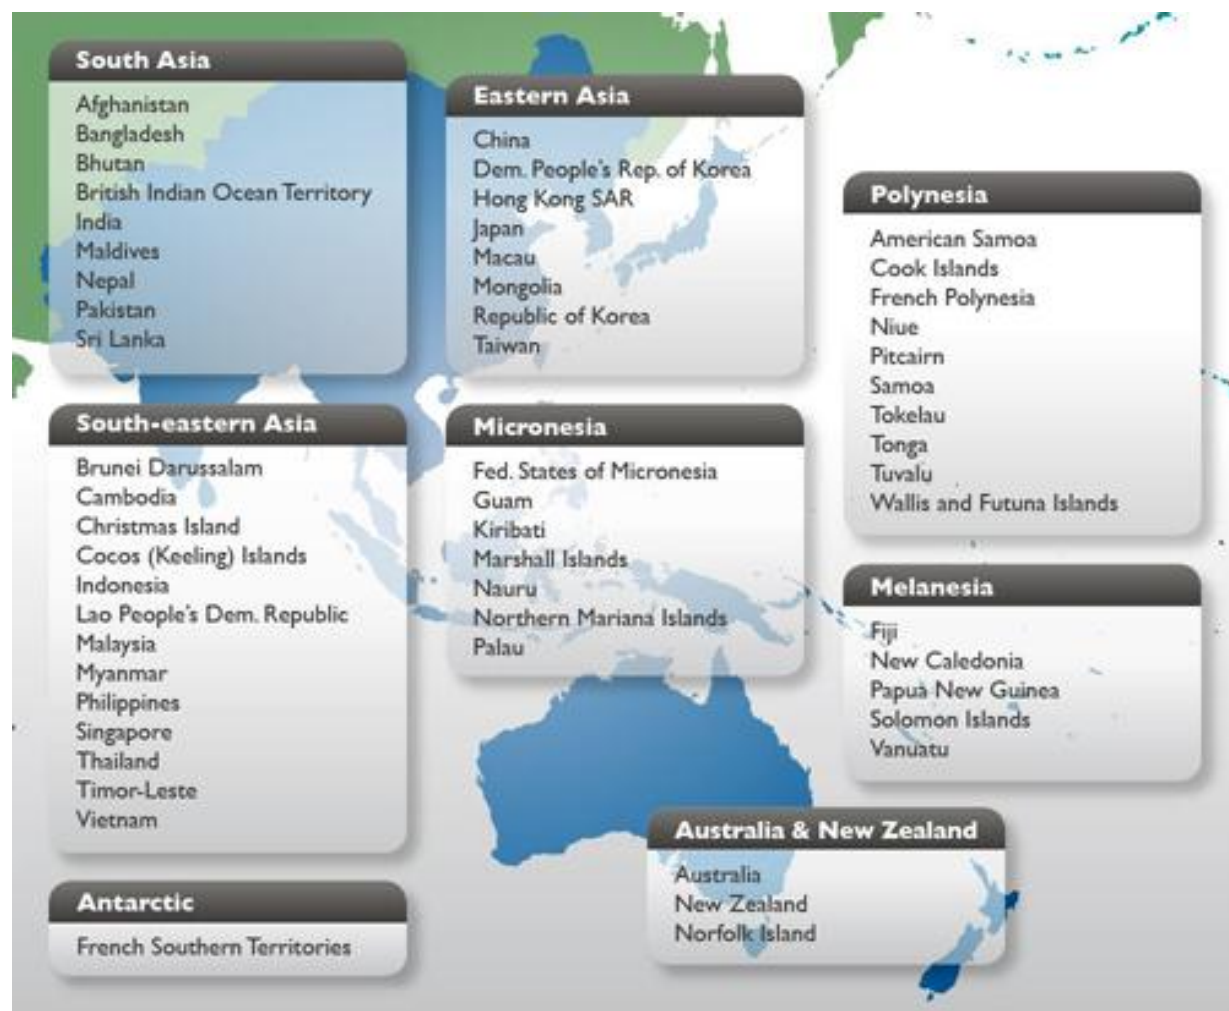 South Asia
Afghanistan
Bangladesh
Bhutan
British Indian Ocean Territory
India
Maldives
Nepal
Pakistan
Sri Lanka
Eastern Asia
China
Dem. People's Rep. of Korea
Hong Kong SAR
Japan
Macau
Mongolia
Republic of Korea
Taiwan
Polynesia
American Samoa
Cook Islands
French Polynesia
Niue
Pitcairn
Samoa
Tokelau
Tonga
Tuvalu
Wallis and Futuna Islands
South-eastern Asia
Brunei Darussalam
Cambodia
Christmas Island
Cocos (Keeling) Islands
Indonesia
Lao People's Dem. Republic
Malaysia
Myanmar
Philippines
Singapore
Thailand
Timor-Leste
Vietnam
Micronesia
Fed. States of Micronesia
Guam
Kiribati
Marshall Islands
Nauru
Northern Mariana Islands
Palau
Melanesia
Fiji
New Caledonia
Papua New Guinea
Solomon Islands
Vanuatu
Australia & New Zealand
Australia
New Zealand
Norfolk Island
Antarctic
French Southern Territories